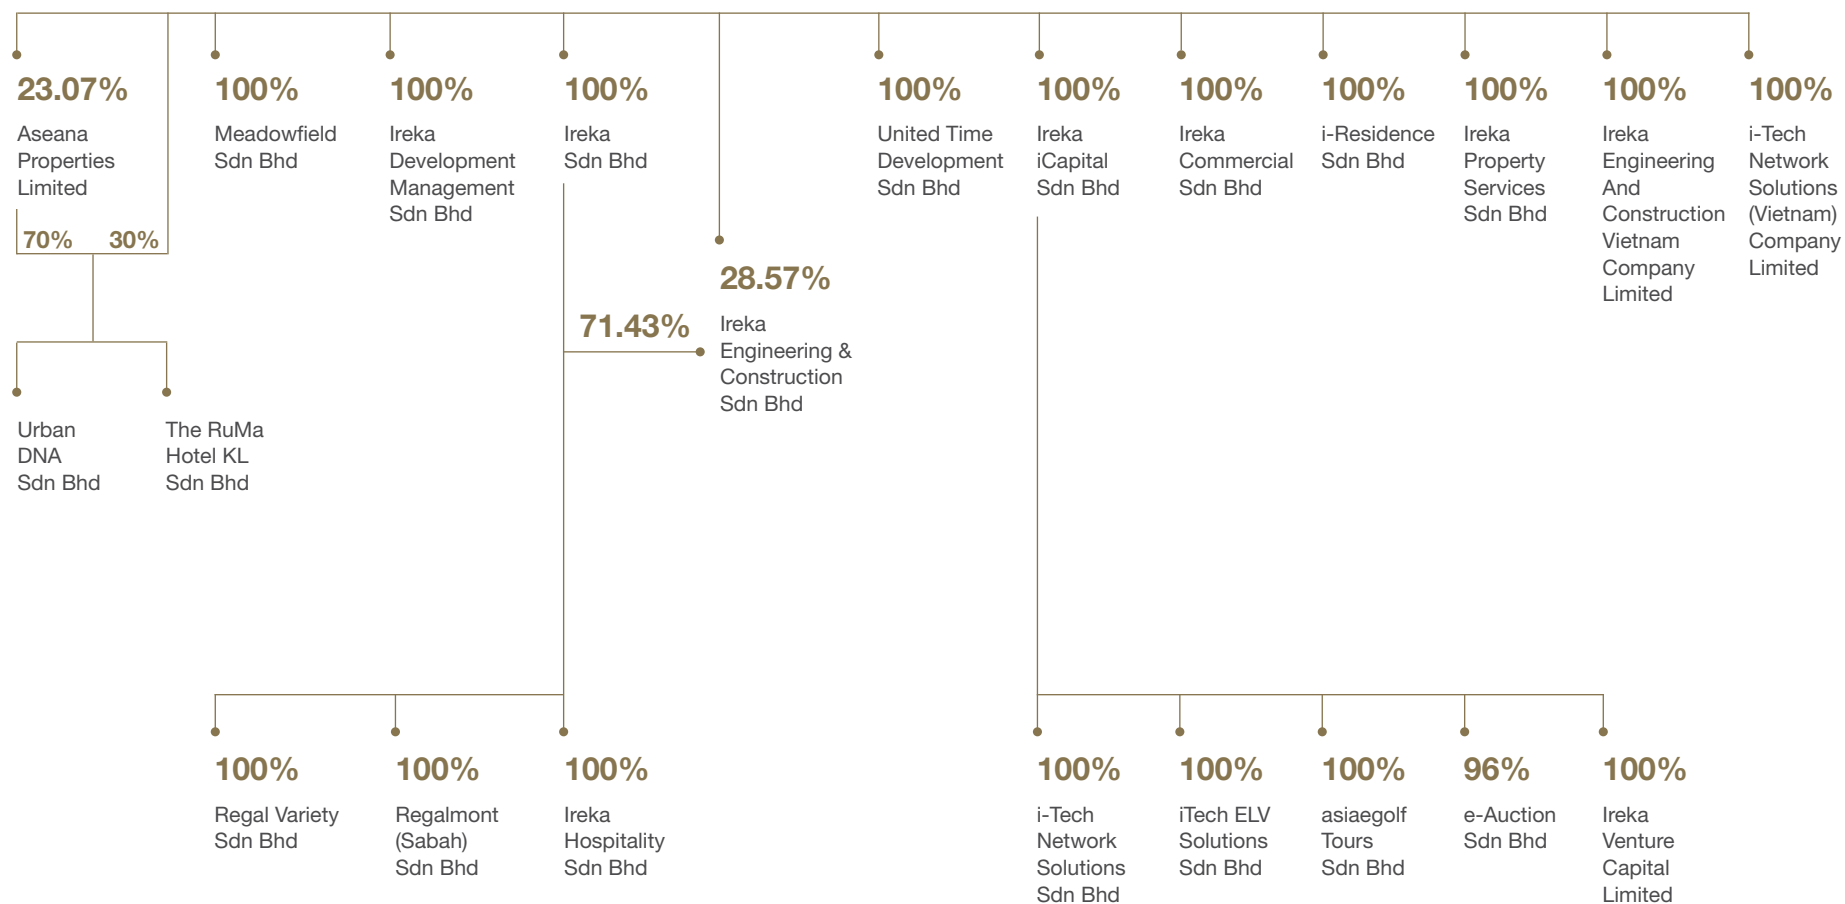 23.07%
Aseana
Properties
Limited
70%
30%
Urban
DNA
Sdn Bhd
The RuMa
Hotel KL
Sdn Bhd
100%
Meadowfield
Sdn Bhd
100%
Ireka
Development
Management
Sdn Bhd
100%
Ireka
Sdn Bhd
71.43%
28.57%
Ireka
Engineering &
Construction
Sdn Bhd
100%
United Time
Development
Sdn Bhd
100%
Ireka
iCapital
Sdn Bhd
100%
Ireka
Commercial
Sdn Bhd
100%
i-Residence
Sdn Bhd
100%
Ireka
Property
Services
Sdn Bhd
100%
Ireka
Engineering
And
Construction
Vietnam
Company
Limited
100%
i-Tech
Network
Solutions
(Vietnam)
Company
Limited
100%
Regal Variety
Sdn Bhd
100%
Regalmont
(Sabah)
Sdn Bhd
100%
Ireka
Hospitality
Sdn Bhd
100%
i-Tech
Network
Solutions
Sdn Bhd
100%
iTech ELV
Solutions
Sdn Bhd
100%
asiaegolf
Tours
Sdn Bhd
96%
e-Auction
Sdn Bhd
100%
Ireka
Venture
Capital
Limited